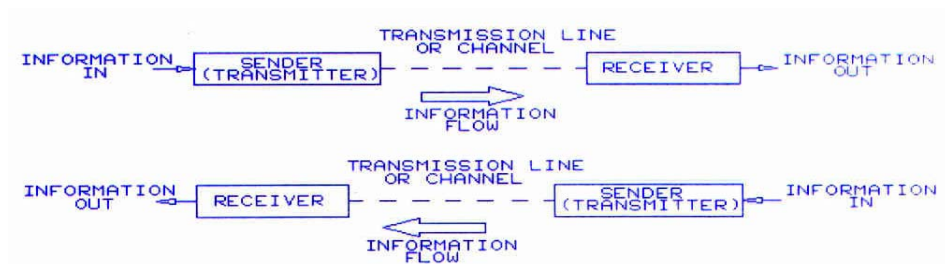 TRANSMISSION LINE
OR CHANNEL
INFORMATION
IN
SENDER
(TRANSMITTER)
RECEIVER
INFORMATION
OUT
INFORMATION
FLOW
TRANSMISSION LINE
OR CHANNEL
INFORMATION
OUT
RECEIVER
SENDER
(TRANSMITTER)
INFORMATION
IN
INFORMATION
FLOW